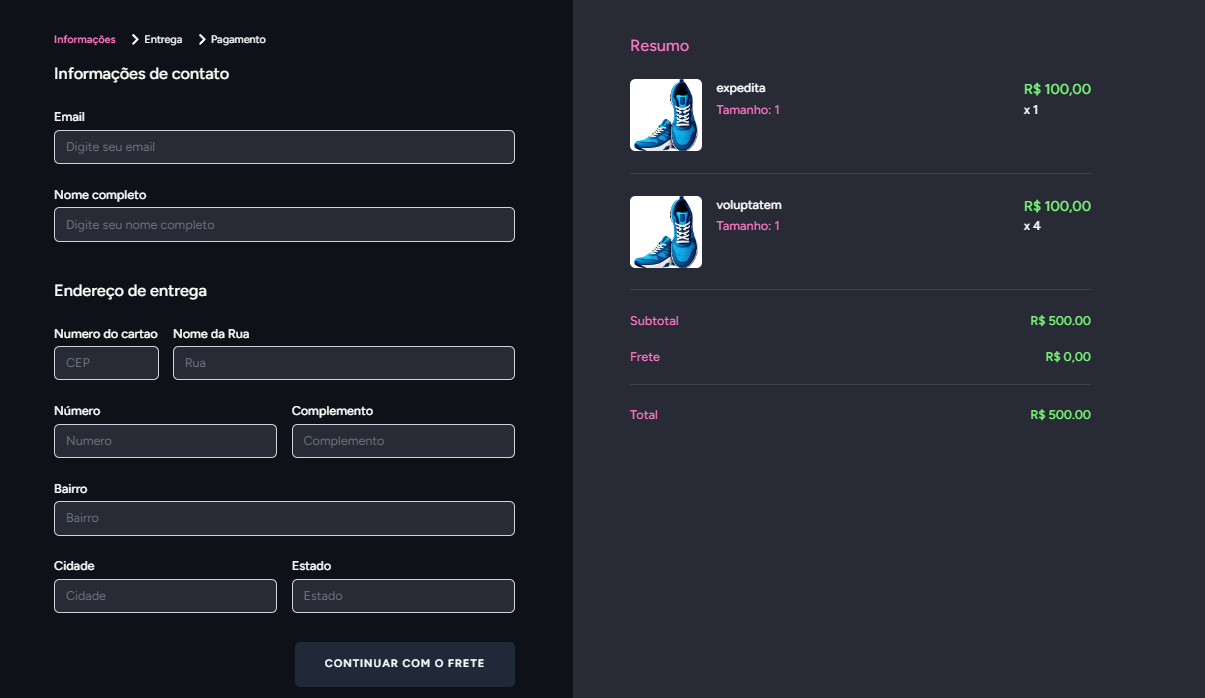 Informações > Entrega > Pagamento
Informações de contato
Email
Digite seu email
Nome completo
Digite seu nome completo
Endereço de entrega
Numero do cartao Nome da Rua
CEP Rua
Número Complemento
Numero Complemento
Bairro
Bairro
Cidade Estado
Cidade Estado
CONTINUAR COM O FRETE
Resumo
expedita R$ 100,00
Tamanho: 1 x 1
voluptatem R$ 100,00
Tamanho: 1 x 4
Subtotal R$ 500.00
Frete R$ 0,00
Total R$ 500.00